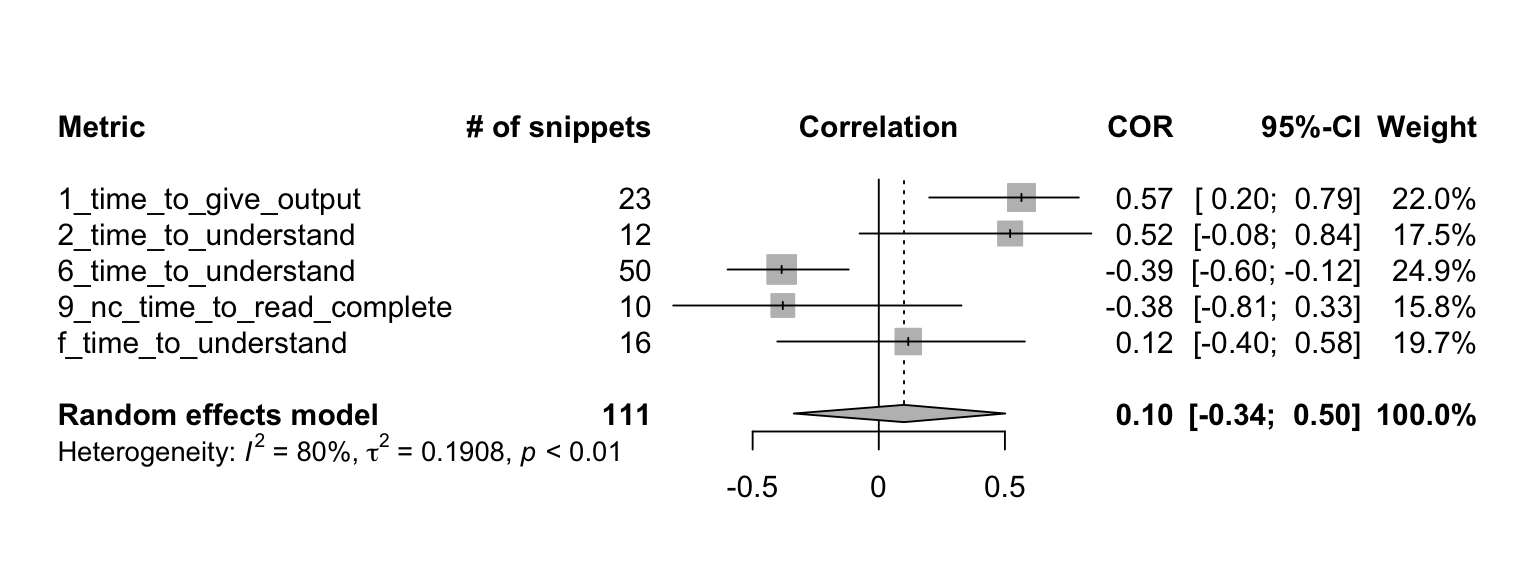 Metric # of snippets Correlation COR 95%-CI Weight
1_time_to_give_output 23 0.57 [ 0.20; 0.79] 22.0%
2_time_to_understand 12 0.52 [-0.08; 0.84] 17.5%
6_time_to_understand 50 -0.39 [-0.60; -0.12] 24.9%
9_nc_time_to_read_complete 10 -0.38 [-0.81; 0.33] 15.8%
f_time_to_understand 16 0.12 [-0.40; 0.58] 19.7%
Random effects model 111 0.10 [-0.34; 0.50] 100.0%
Heterogeneity: I² = 80%, τ² = 0.1908, p < 0.01
-0.5 0 0.5